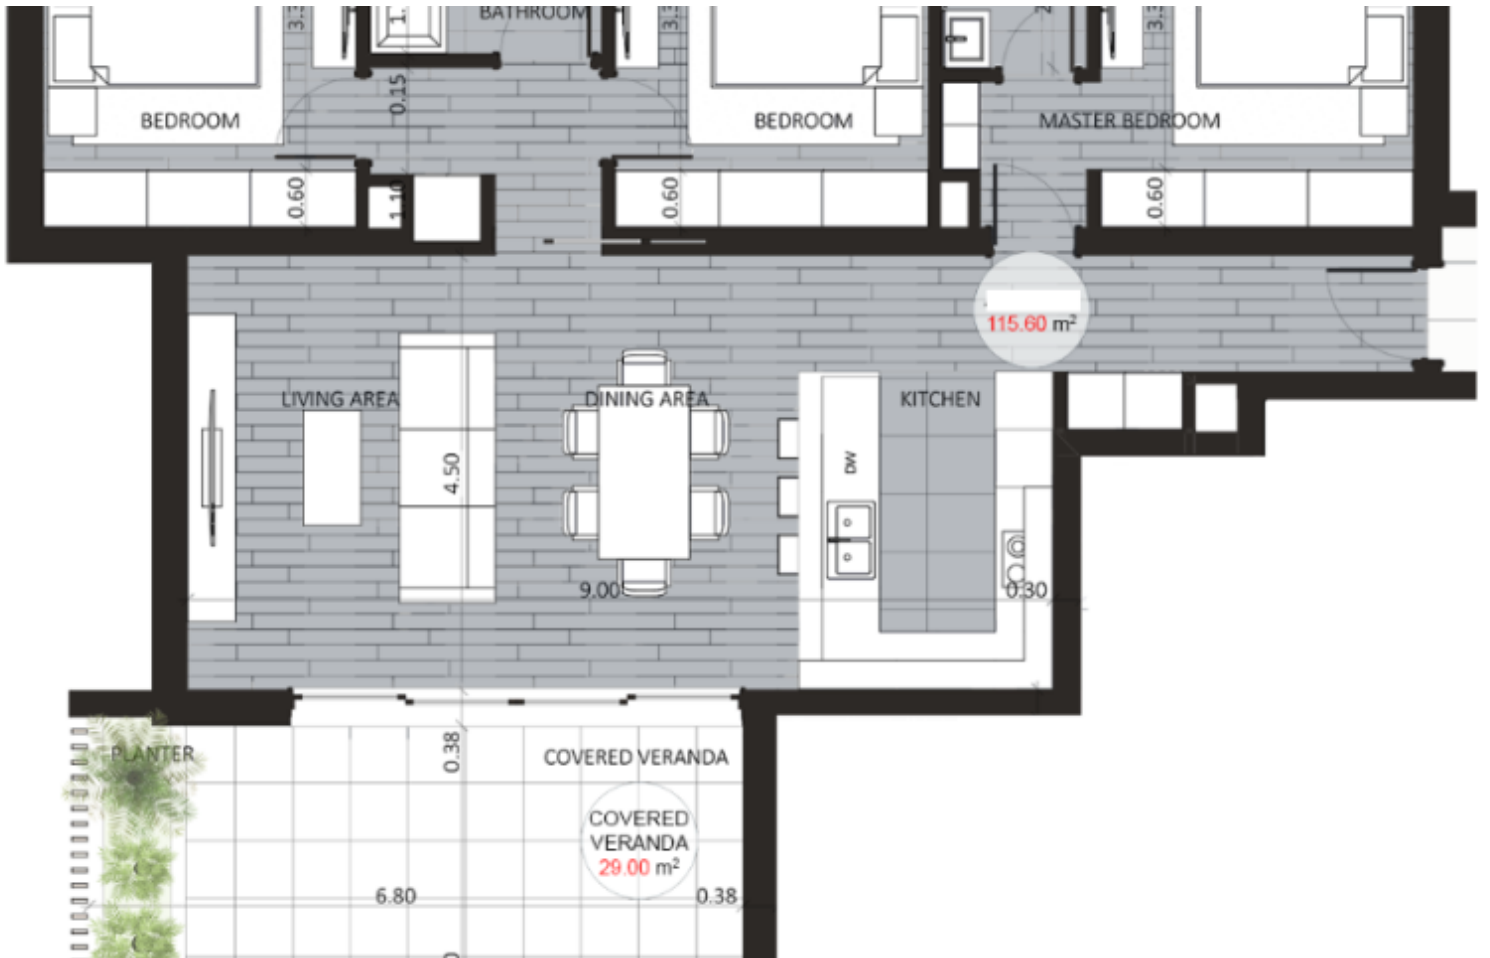 BATHROOM
BEDROOM
0.15
BEDROOM
MASTER BEDROOM
0.60
1.10
0.60
0.60
115.60 m²
LIVING AREA
DINING AREA
KITCHEN
4.50
DW
9.00
0.30
PLANTER
0.38
COVERED VERANDA
COVERED
VERANDA
29.00 m²
6.80
0.38